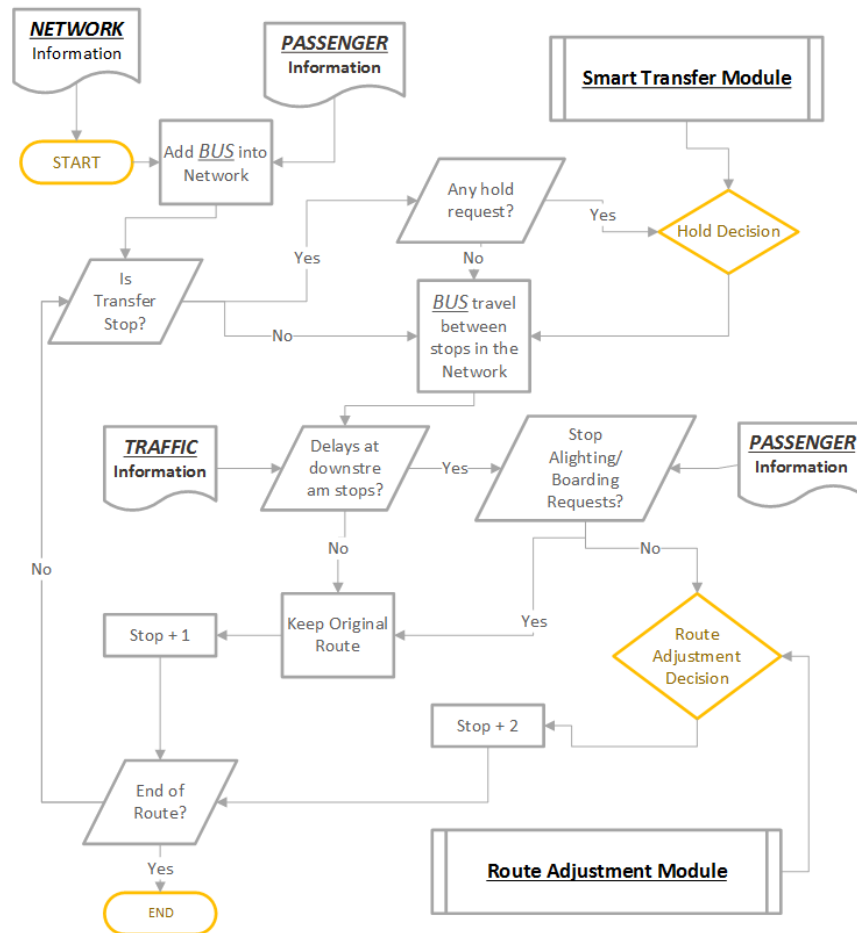 NETWORK
Information
PASSENGER
Information
Smart Transfer Module
START
Add BUS into
Network
Any hold
request?
Yes
Hold Decision
Is
Transfer
Stop?
Yes
No
No
BUS travel
between
stops in the
Network
TRAFFIC
Information
Delays at
downstre
am stops?
Yes
Stop
Alighting/
Boarding
Requests?
PASSENGER
Information
No
No
No
Yes
Stop + 1
Keep Original
Route
Route
Adjustment
Decision
Stop + 2
End of
Route?
Yes
Route Adjustment Module
END